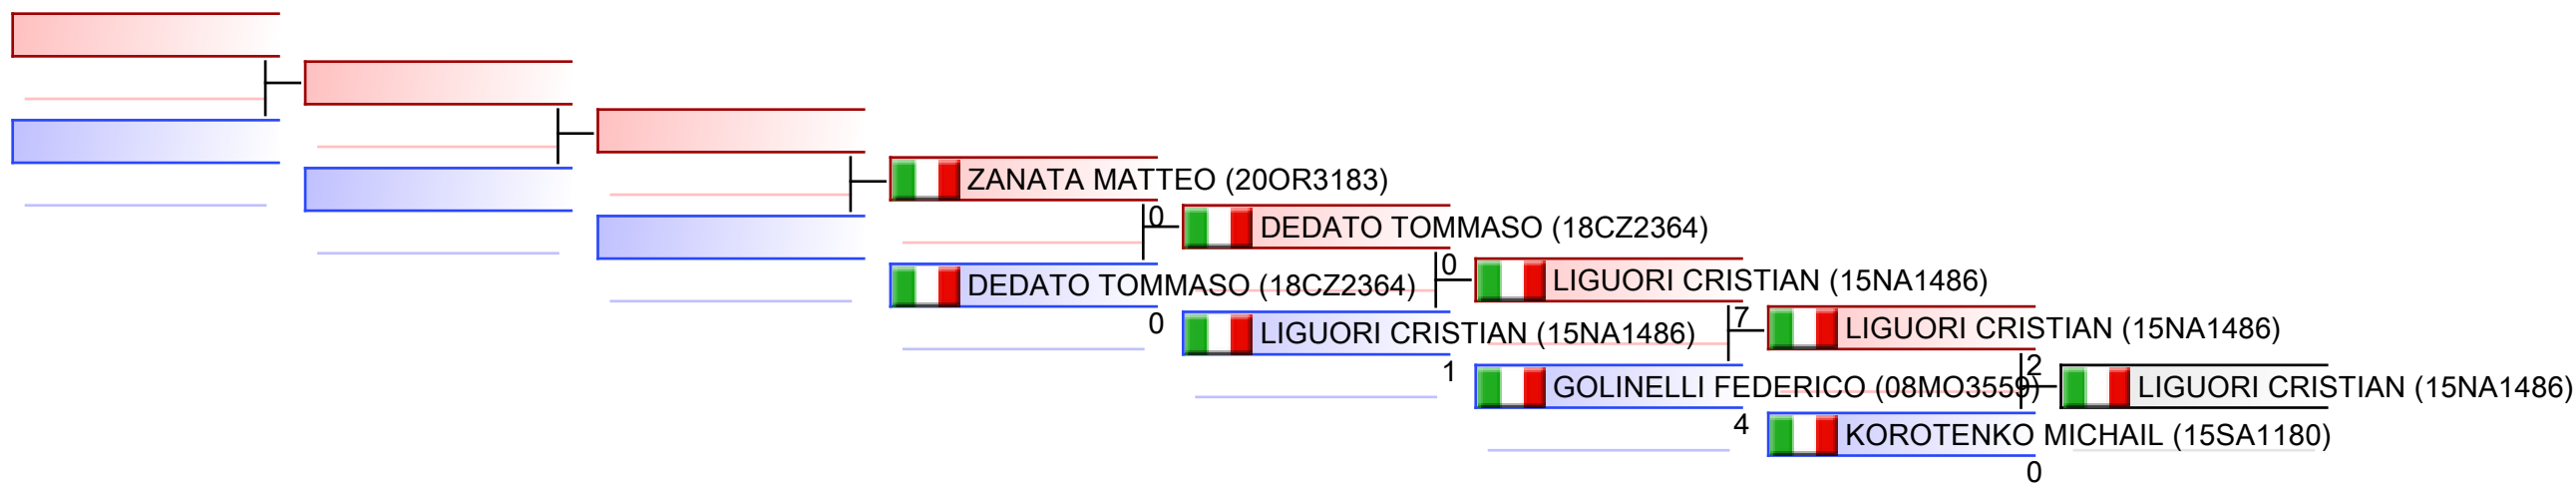 ZANATA MATTEO (20OR3183)
0
DEDATO TOMMASO (18CZ2364)
0
DEDATO TOMMASO (18CZ2364)
0
LIGUORI CRISTIAN (15NA1486)
1
LIGUORI CRISTIAN (15NA1486)
7
GOLINELLI FEDERICO (08MO3559)
4
LIGUORI CRISTIAN (15NA1486)
2
KOROTENKO MICHAIL (15SA1180)
0
LIGUORI CRISTIAN (15NA1486)